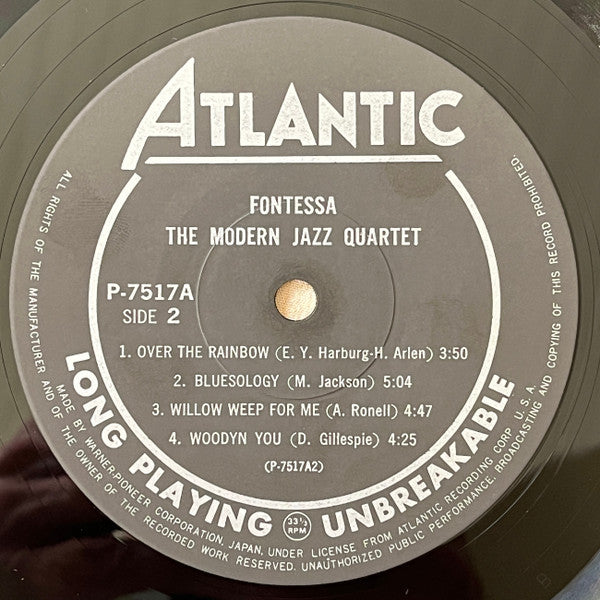 ATLANTIC
FONTESSA
THE MODERN JAZZ QUARTET
P-7517A
SIDE 2
1. OVER THE RAINBOW (E. Y. Harburg-H. Arlen) 3:50
2. BLUESOLOGY (M. Jackson) 5:04
3. WILLOW WEEP FOR ME (A. Ronell) 4:47
4. WOODYN YOU (D. Gillespie) 4:25
(P-7517A2)
LONG PLAYING 33⅓ RPM UNBREAKABLE
ALL RIGHTS OF THE MANUFACTURER AND OF THE OWNER OF THE RECORDED WORK RESERVED. UNAUTHORIZED PUBLIC PERFORMANCE, BROADCASTING AND COPYING OF THIS RECORD PROHIBITED.
MADE BY WARNER-PIONEER CORPORATION, JAPAN, UNDER LICENSE FROM ATLANTIC RECORDING CORP. U.S.A.